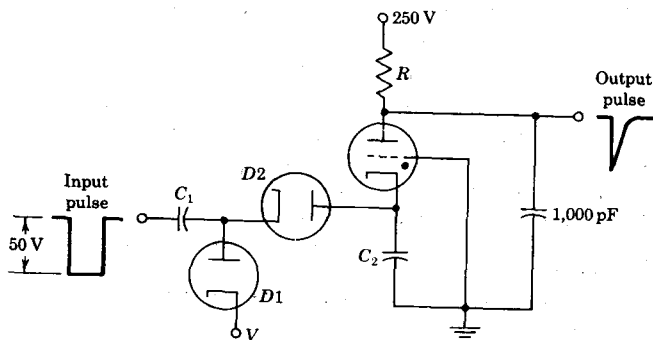 250 V
R
Output
pulse
D2
Input
pulse
C1
50 V
1,000 pF
C2
D1
V